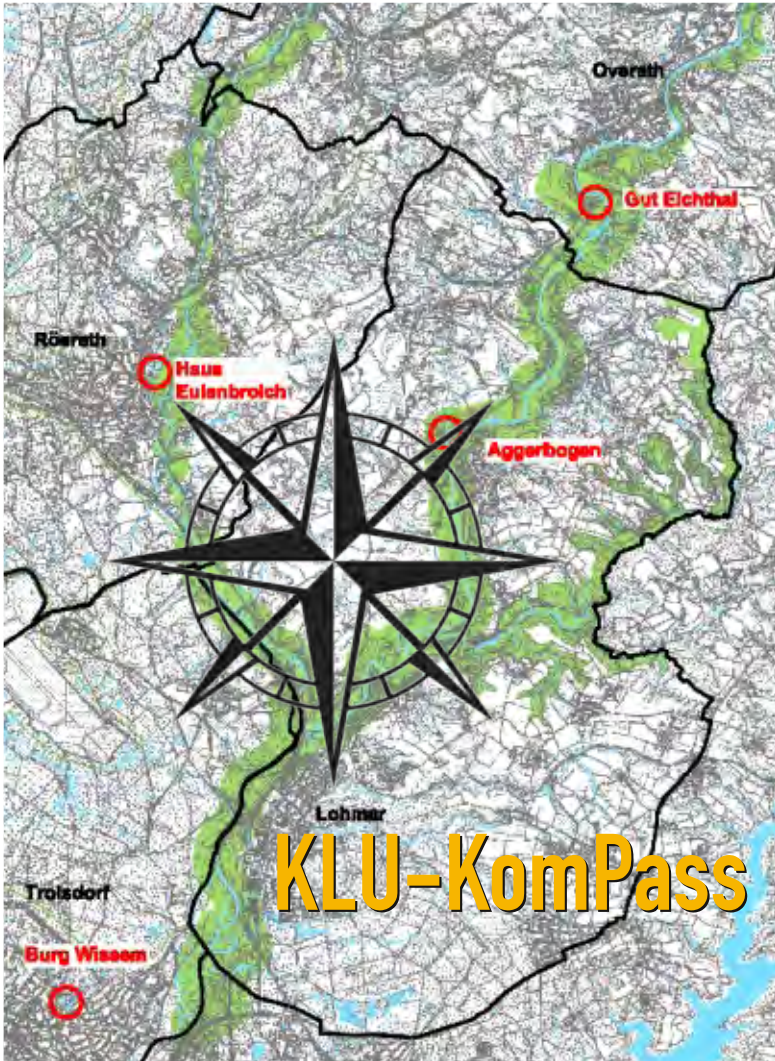 Overath
Gut Eichthal
Rösrath
Haus
Eulenbroich
Aggerbogen
Lohmar
KLU-KomPass
Troisdorf
Burg Wissem